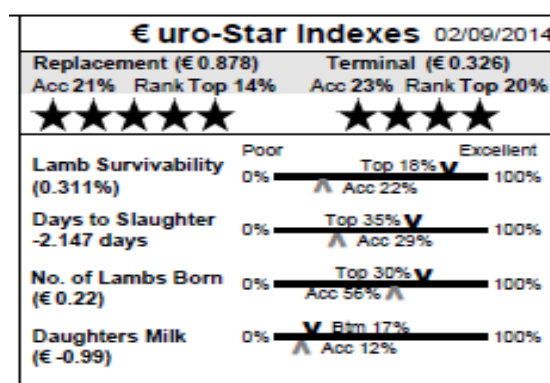 € uro-Star Indexes 02/09/2014
Replacement (€ 0.878) Terminal (€ 0.326)
Acc 21% Rank Top 14% Acc 23% Rank Top 20%
Poor Excellent
Lamb Survivability
(0.311%)
0% Top 18% 100%
Acc 22%
Days to Slaughter
-2.147 days
0% Top 35% 100%
Acc 29%
No. of Lambs Born
(€ 0.22)
0% Top 30% 100%
Acc 56%
Daughters Milk
(€ -0.99)
0% Btm 17% 100%
Acc 12%